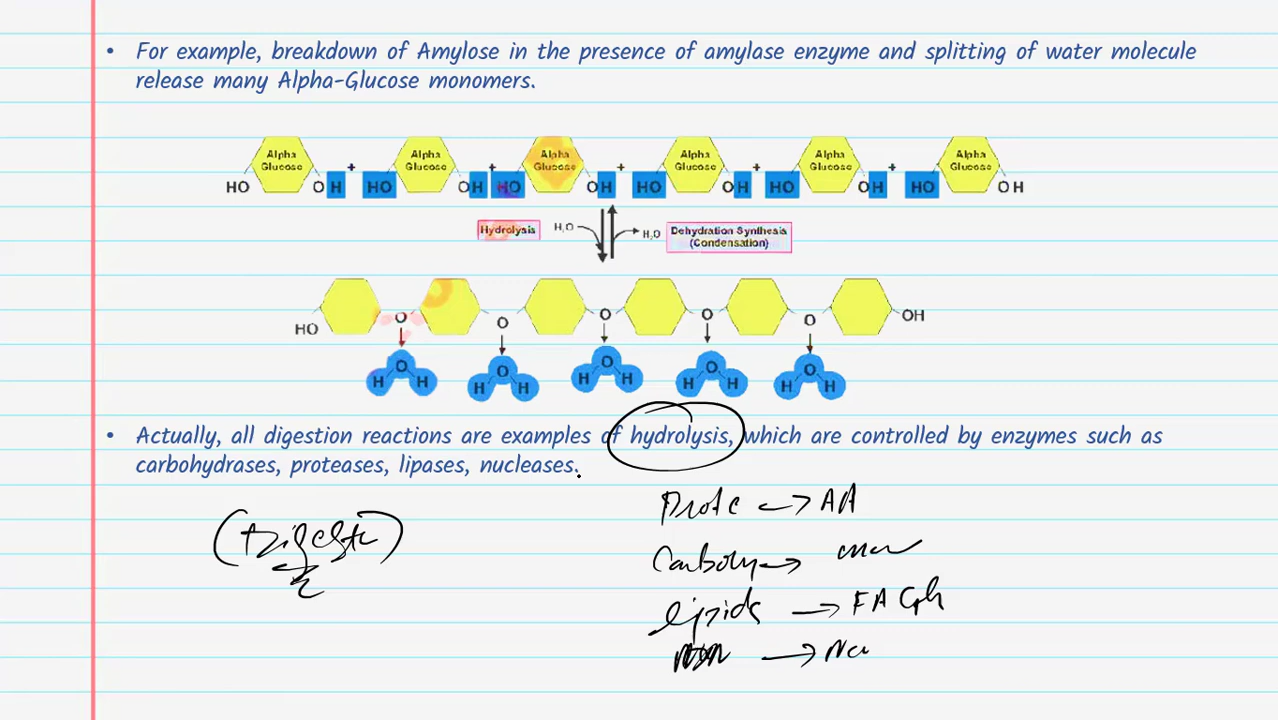 • For example, breakdown of Amylose in the presence of amylase enzyme and splitting of water molecule
release many Alpha-Glucose monomers.
Alpha Alpha Alpha Alpha Alpha Alpha
Glucose + Glucose + Glucose + Glucose + Glucose + Glucose
HO OH HO OH HO OH HO OH HO OH HO OH
Hydrolysis H₂O H₂O Dehydration Synthesis
(Condensation)
HO O O O O O OH
O O O O O
H H H H H H H H H H
• Actually, all digestion reactions are examples of hydrolysis, which are controlled by enzymes such as
carbohydrases, proteases, lipases, nucleases.
Prote → AA
Carbohy →
lipids → FA
→ Nu